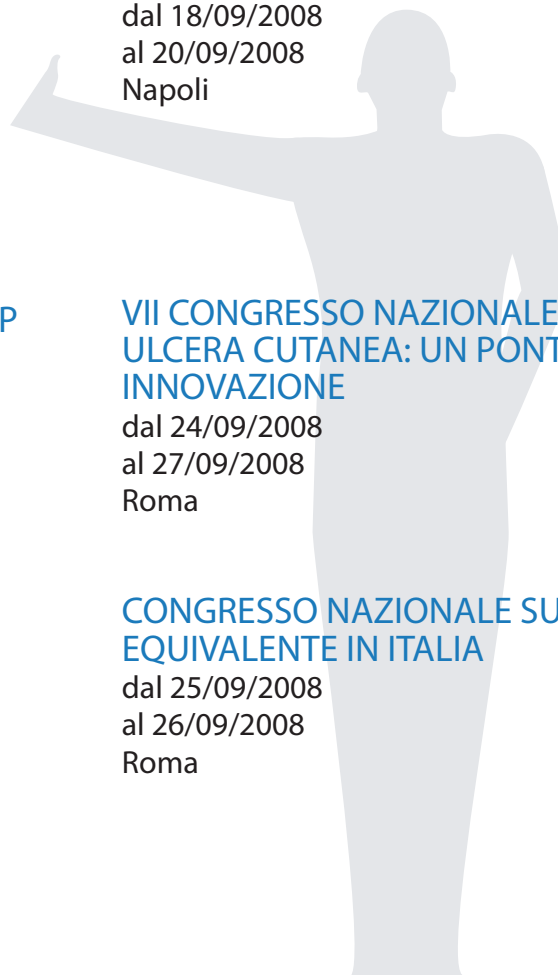 dal 18/09/2008
al 20/09/2008
Napoli
P
VII CONGRESSO NAZIONALE
ULCERA CUTANEA: UN PONT
INNOVAZIONE
dal 24/09/2008
al 27/09/2008
Roma
CONGRESSO NAZIONALE SU
EQUIVALENTE IN ITALIA
dal 25/09/2008
al 26/09/2008
Roma